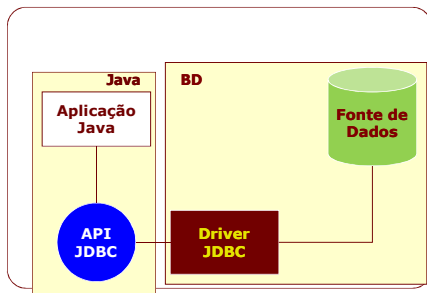 Java
BD
Aplicação
Java
Fonte de
Dados
API
JDBC
Driver
JDBC